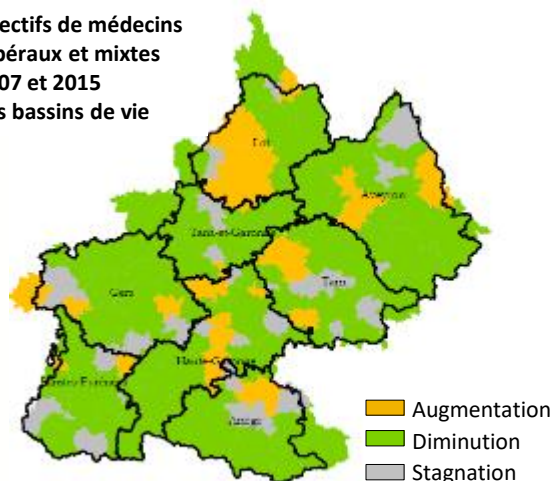 ectifs de médecins
péraux et mixtes
07 et 2015
s bassins de vie
Lot
Aveyron
Tarn-et-Garonne
Gers
Tarn
Haute-Garonne
Ariège
Augmentation
Diminution
Stagnation